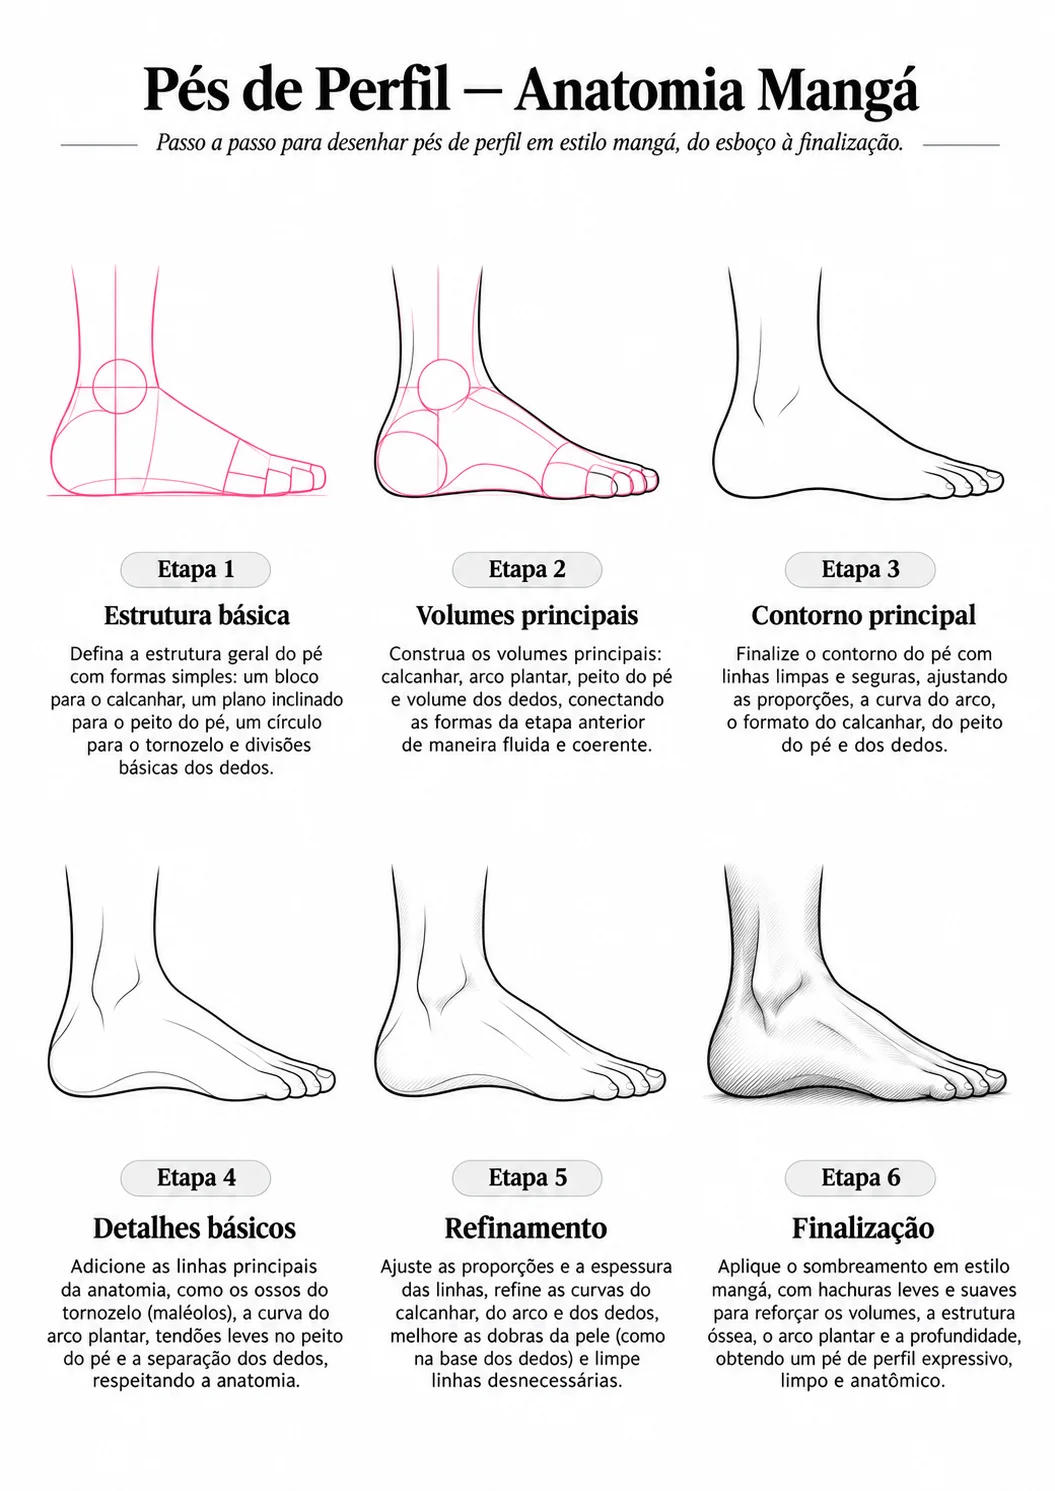 Pés de Perfil — Anatomia Mangá
Passo a passo para desenhar pés de perfil em estilo mangá, do esboço à finalização.
Etapa 1
Estrutura básica
Defina a estrutura geral do pé
com formas simples: um bloco
para o calcanhar, um plano inclinado
para o peito do pé, um círculo
para o tornozelo e divisões
básicas dos dedos.
Etapa 2
Volumes principais
Construa os volumes principais:
calcanhar, arco plantar, peito do pé
e volume dos dedos, conectando
as formas da etapa anterior
de maneira fluida e coerente.
Etapa 3
Contorno principal
Finalize o contorno do pé com
linhas limpas e seguras, ajustando
as proporções, a curva do arco,
o formato do calcanhar, do peito
do pé e dos dedos.
Etapa 4
Detalhes básicos
Adicione as linhas principais
da anatomia, como os ossos do
tornozelo (maléolos), a curva do
arco plantar, tendões leves no peito
do pé e a separação dos dedos,
respeitando a anatomia.
Etapa 5
Refinamento
Ajuste as proporções e a espessura
das linhas, refine as curvas do
calcanhar, do arco e dos dedos,
melhore as dobras da pele (como
na base dos dedos) e limpe
linhas desnecessárias.
Etapa 6
Finalização
Aplique o sombreamento em estilo
mangá, com hachuras leves e suaves
para reforçar os volumes, a estrutura
óssea, o arco plantar e a profundidade,
obtendo um pé de perfil expressivo,
limpo e anatômico.